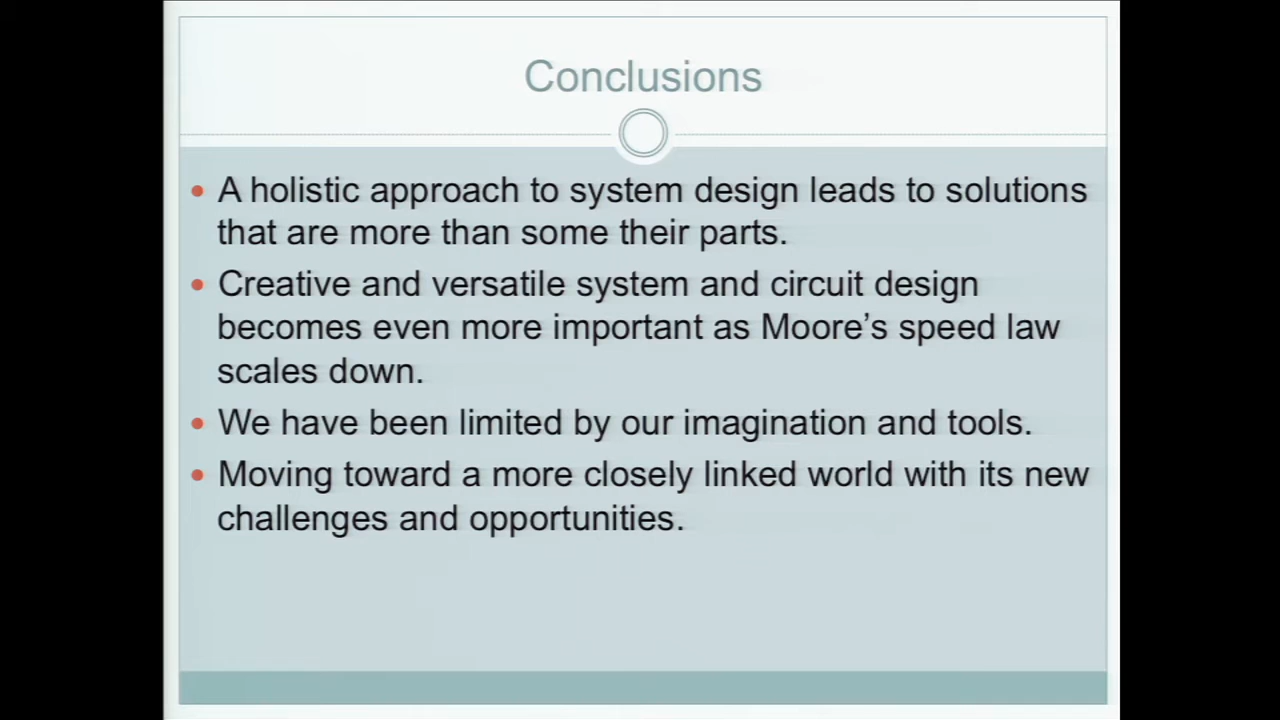 Conclusions
A holistic approach to system design leads to solutions
that are more than some their parts.
Creative and versatile system and circuit design
becomes even more important as Moore's speed law
scales down.
We have been limited by our imagination and tools.
Moving toward a more closely linked world with its new
challenges and opportunities.